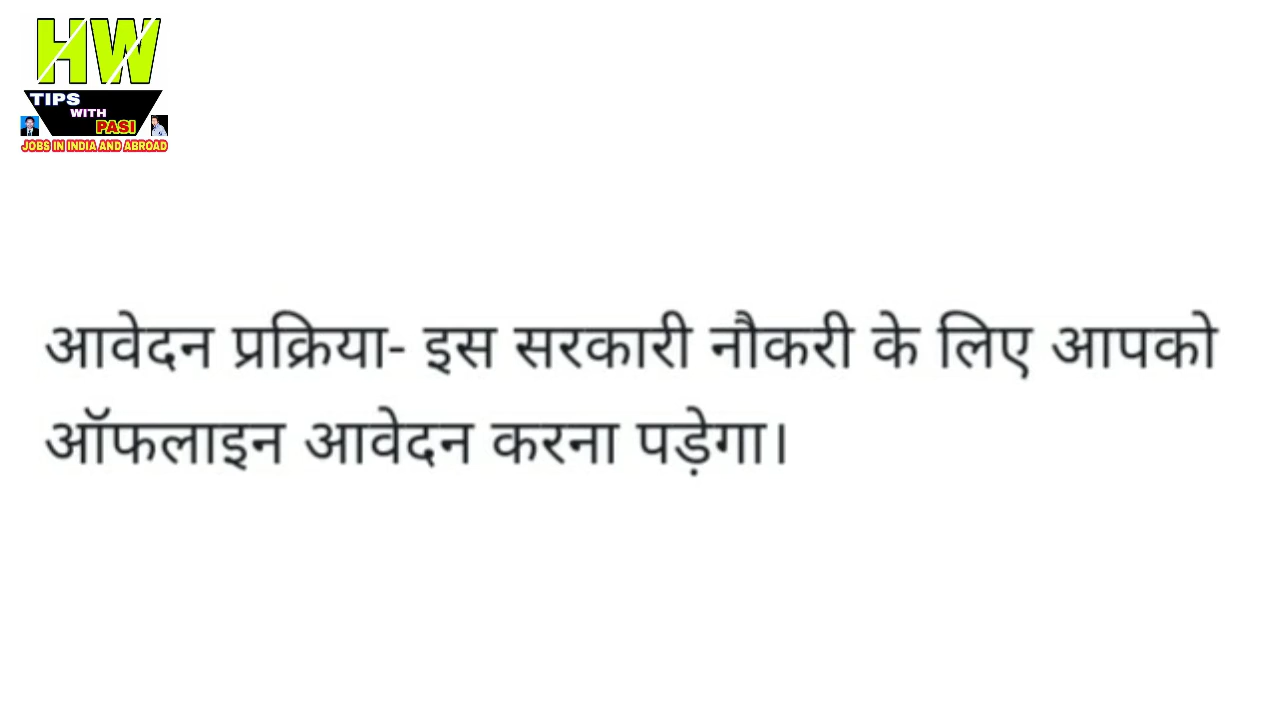 HW
TIPS
WITH
PASI
JOBS IN INDIA AND ABROAD
आवेदन प्रक्रिया- इस सरकारी नौकरी के लिए आपको
ऑफलाइन आवेदन करना पड़ेगा।